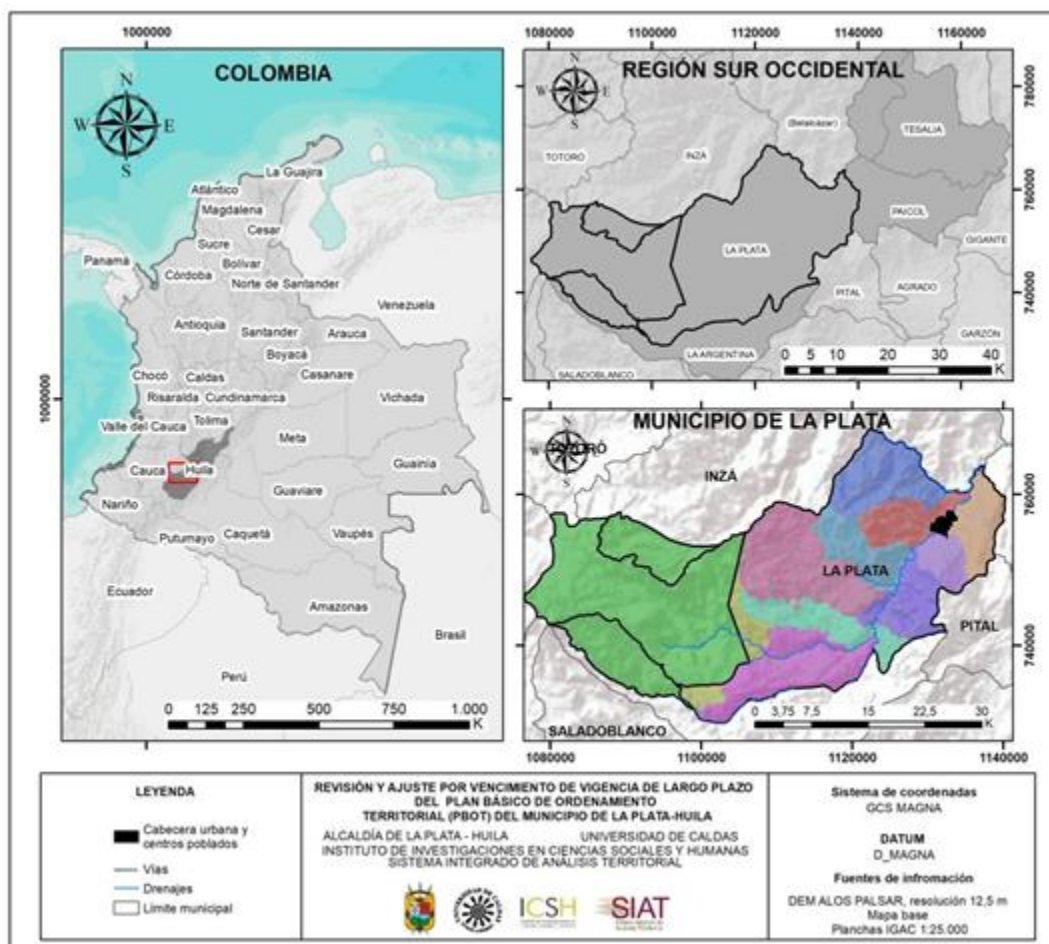 1000000
1080000 1100000 1120000 1140000 1160000
COLOMBIA
N
W E
S
La Guajira
Atlántico
Magdalena
Cesar
Sucre
Panamá
Bolívar
Córdoba
Norte de Santander
Venezuela
Antioquia
Santander
Arauca
Boyacá
Chocó
Caldas
Casanare
Risaralda
Cundinamarca
Vichada
Tolima
Valle del Cauca
Meta
Cauca
Huila
Guainía
Guaviare
Nariño
Putumayo
Caquetá
Vaupés
Ecuador
Amazonas
Brasil
Perú
0 125 250 500 750 1.000
K
1000000
REGIÓN SUR OCCIDENTAL
N
W E
S
(Belalcázar)
TESALIA
TOTORÓ
INZÁ
PAICOL
GIGANTE
LA PLATA
PITAL
AGRADO
GARZÓN
LA ARGENTINA
SALADOBLANCO
0 5 10 20 30 40
K
780000
760000
740000
MUNICIPIO DE LA PLATA
N
W E
S
INZÁ
LA PLATA
PITAL
SALADOBLANCO
0 3,75 7,5 15 22,5 30
K
760000
740000
1080000 1100000 1120000 1140000
LEYENDA
Cabecera urbana y
centros poblados
Vías
Drenajes
Límite municipal
REVISIÓN Y AJUSTE POR VENCIMIENTO DE VIGENCIA DE LARGO PLAZO
DEL PLAN BÁSICO DE ORDENAMIENTO
TERRITORIAL (PBOT) DEL MUNICIPIO DE LA PLATA-HUILA
ALCALDÍA DE LA PLATA - HUILA UNIVERSIDAD DE CALDAS
INSTITUTO DE INVESTIGACIONES EN CIENCIAS SOCIALES Y HUMANAS
SISTEMA INTEGRADO DE ANÁLISIS TERRITORIAL
ICSH
SIAT
Sistema de coordenadas
GCS MAGNA
DATUM
D_MAGNA
Fuentes de infromación
DEM ALOS PALSAR, resolución 12,5 m
Mapa base
Planchas IGAC 1:25.000